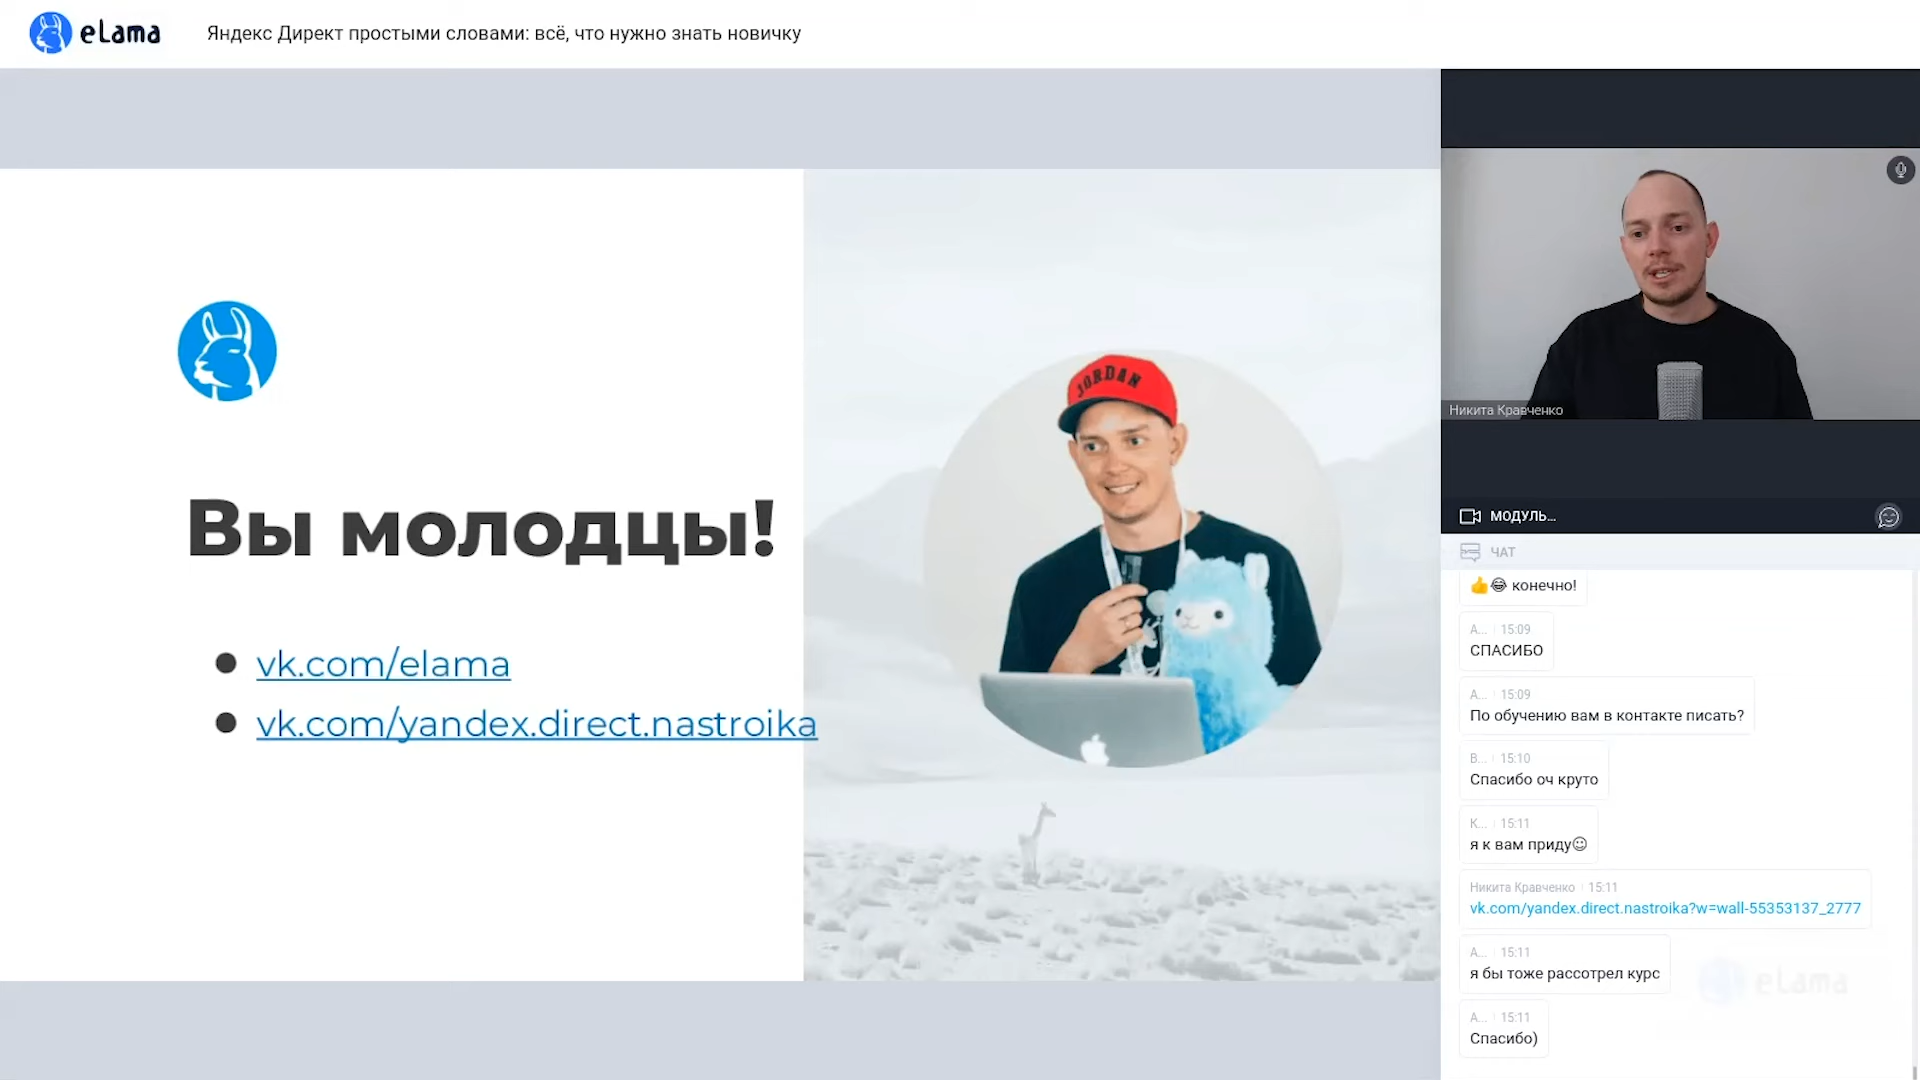 eLama
Яндекс Директ простыми словами: всё, что нужно знать новичку
JORDAN
Вы молодцы!
vk.com/elama
vk.com/yandex.direct.nastroika
Никита Кравченко
МОДУЛЬ...
ЧАТ
👍😂 конечно!
А... 15:09
СПАСИБО
А... 15:09
По обучению вам в контакте писать?
В... 15:10
Спасибо оч круто
К... 15:11
я к вам приду☺
Никита Кравченко 15:11
vk.com/yandex.direct.nastroika?w=wall-55353137_2777
А... 15:11
я бы тоже рассотрел курс
eLama
А... 15:11
Спасибо)